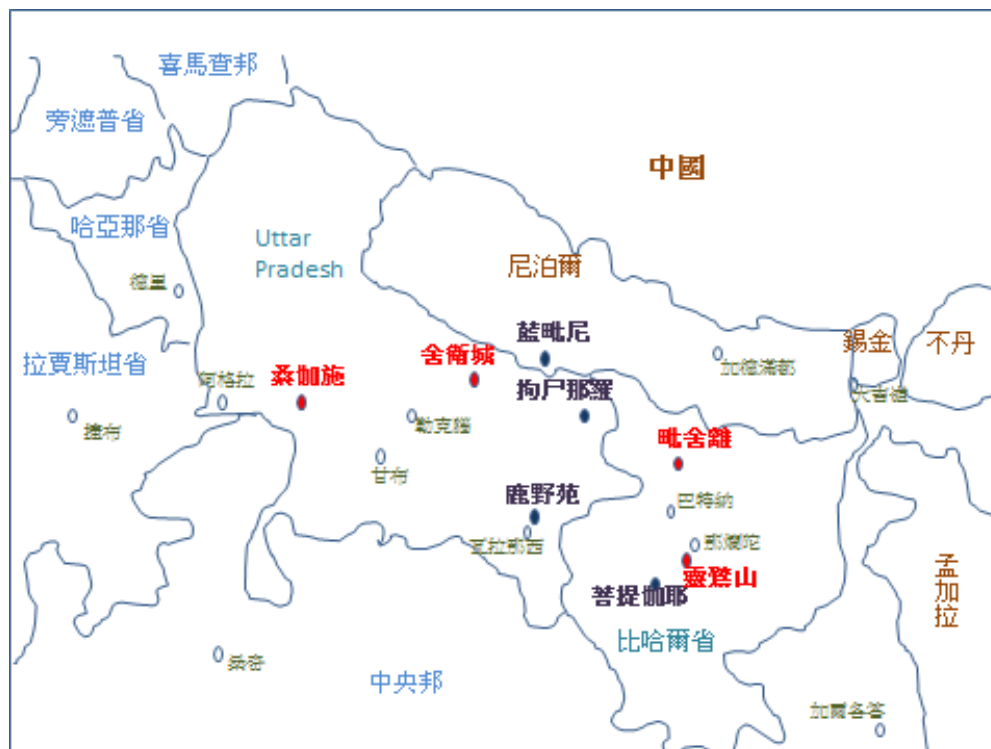 喜馬查邦
旁遮普省
中國
哈亞那省
Uttar
Pradesh
尼泊爾
德里
藍毗尼
錫金
不丹
舍衛城
拉賈斯坦省
加德滿都
阿格拉
桑伽施
拘尸那羅
大吉嶺
勒克瑙
毗舍離
甘布
鹿野苑
巴特納
瓦拉那西
那爛陀
靈鷲山
孟加拉
菩提伽耶
比哈爾省
中央邦
加爾各答